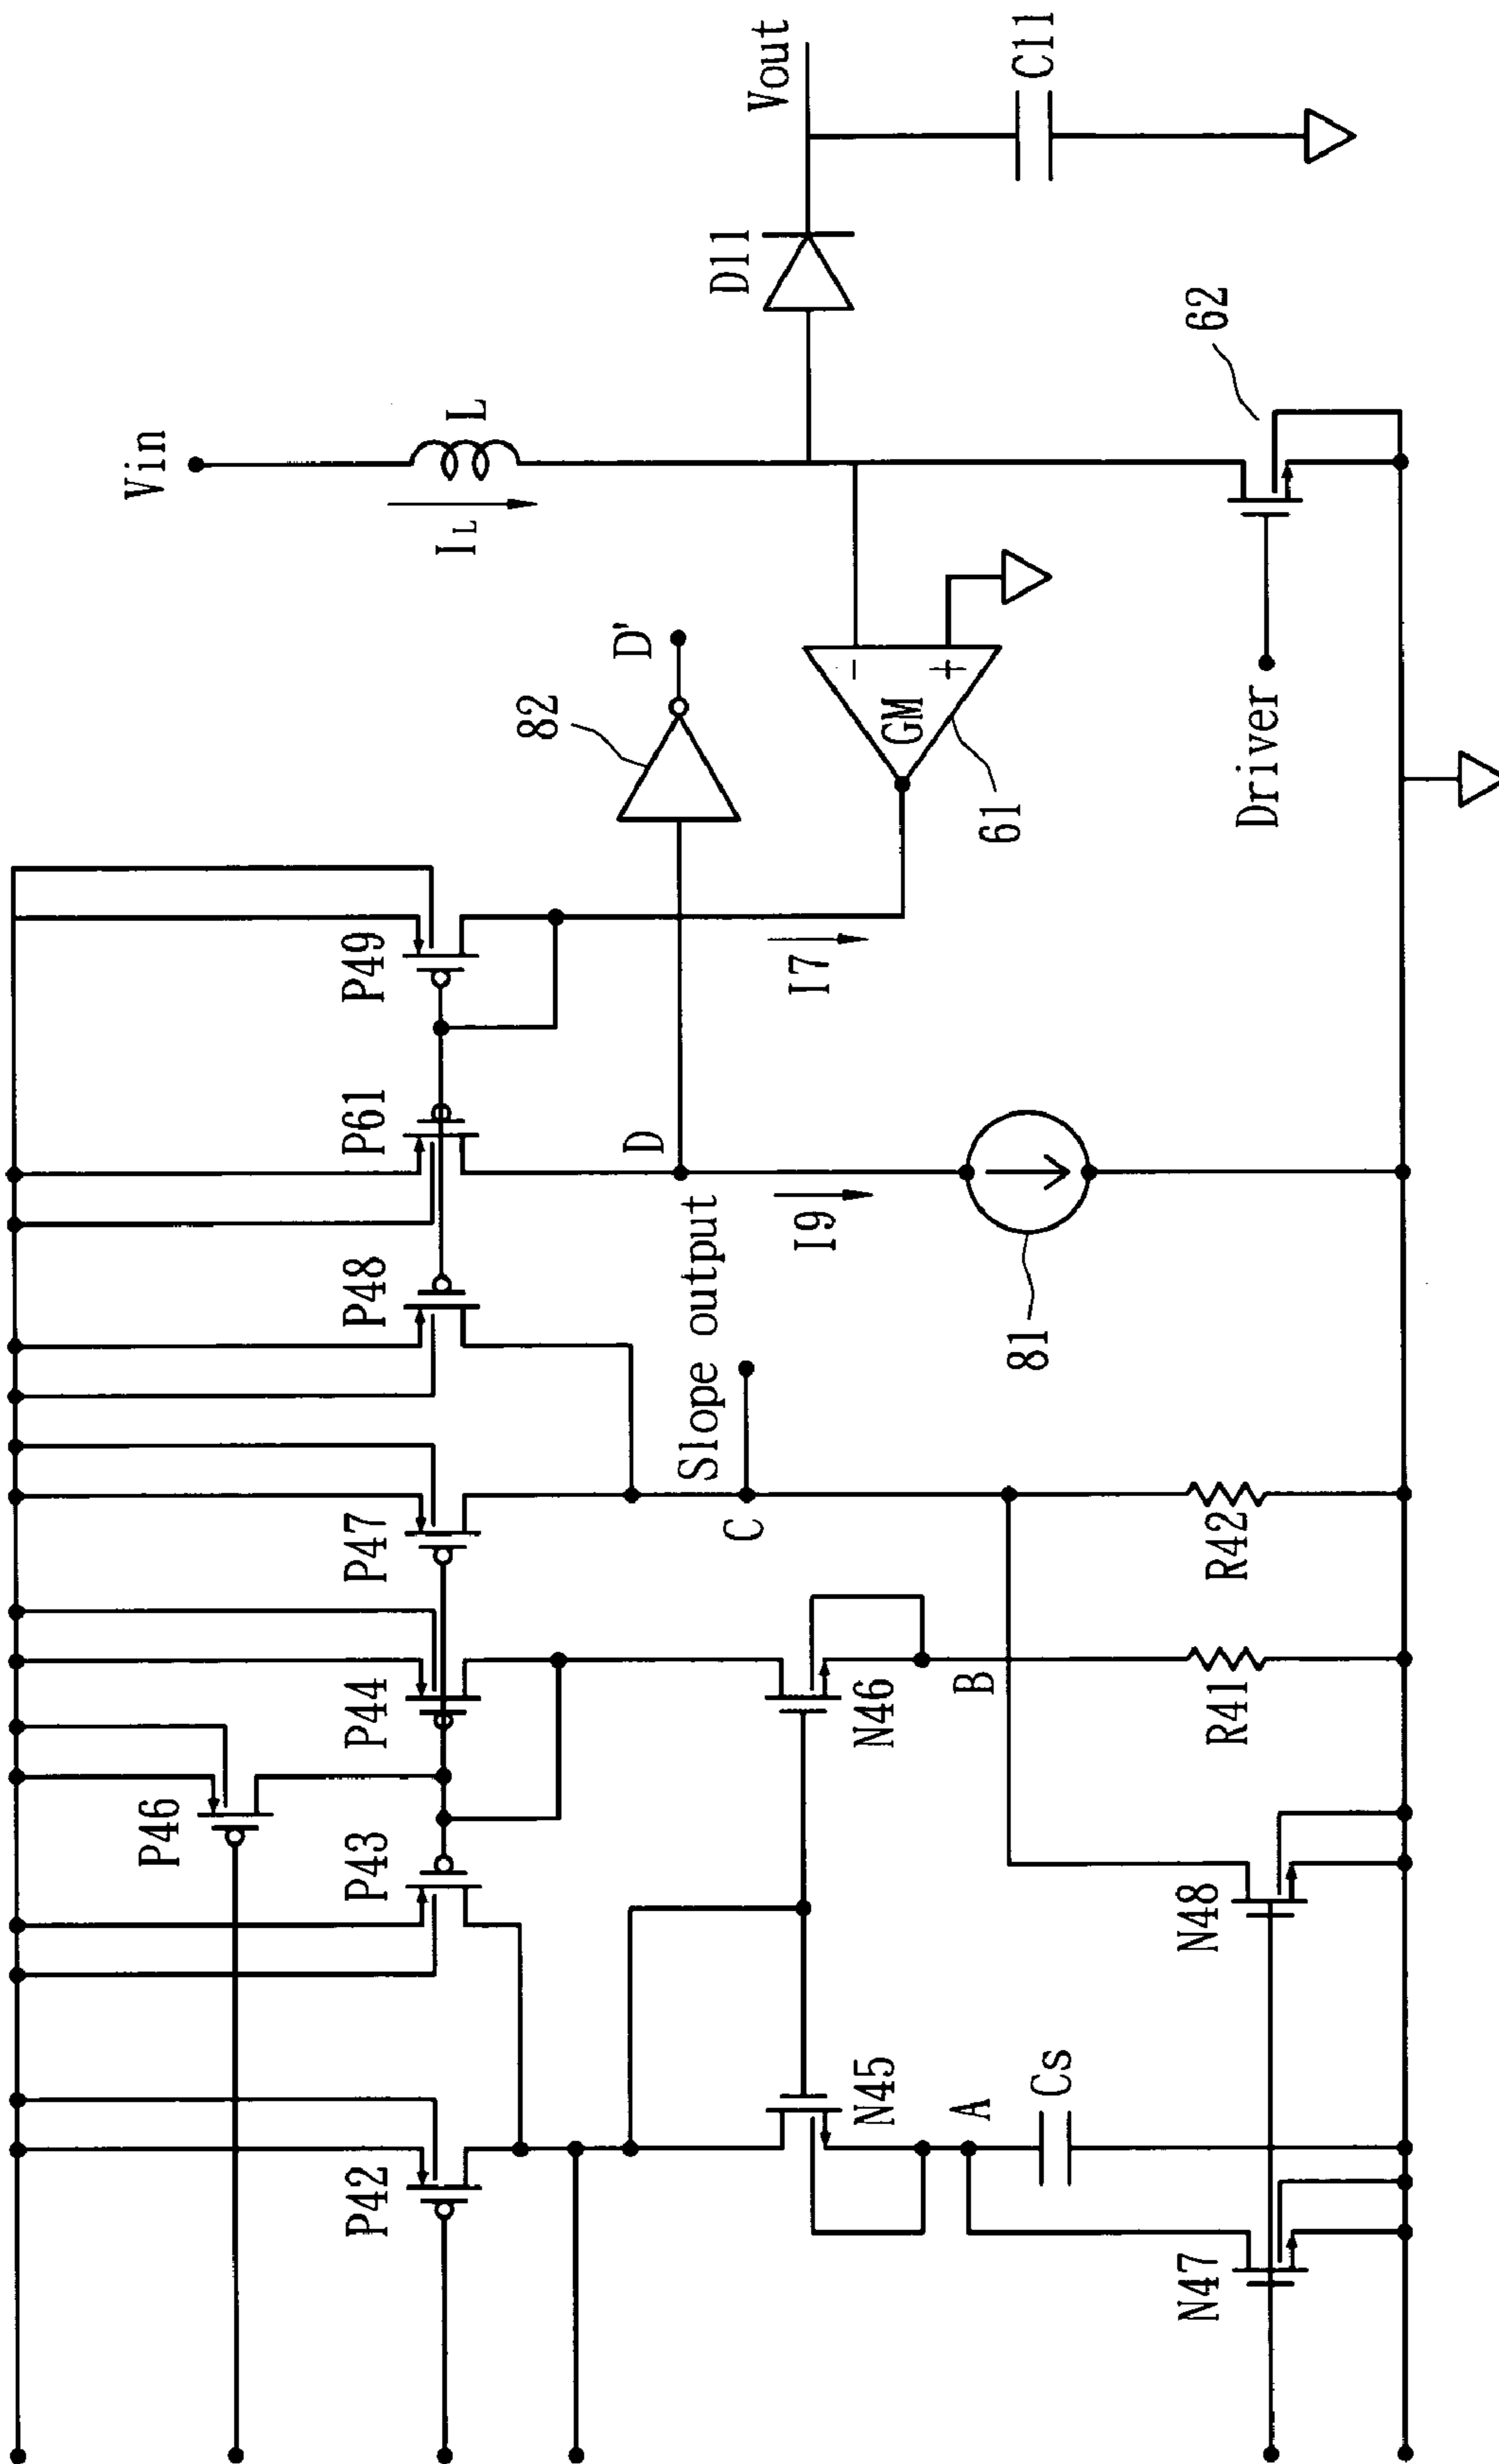 Vin
L
IL
D11
Vout
C11
62
Driver
GM
-
+
61
82
D'
P49
I7
P61
D
I9
81
P48
Slope output
C
P47
R42
P44
N46
B
R41
P46
P43
N48
P42
N45
A
Cs
N47